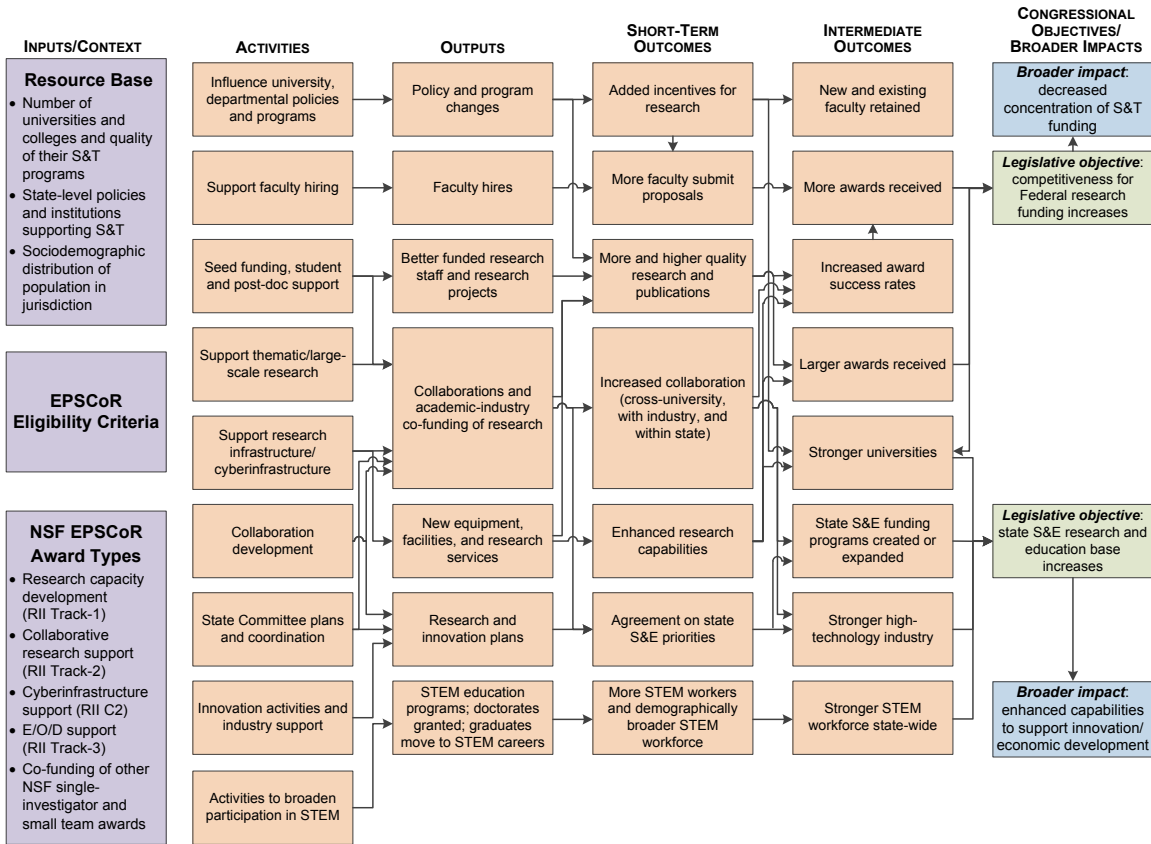 INPUTS/CONTEXT
Resource Base
• Number of
universities and
colleges and quality
of their S&T
programs
• State-level policies
and institutions
supporting S&T
• Sociodemographic
distribution of
population in
jurisdiction
EPSCoR
Eligibility Criteria
NSF EPSCoR
Award Types
• Research capacity
development
(RII Track-1)
• Collaborative
research support
(RII Track-2)
• Cyberinfrastructure
support (RII C2)
• E/O/D support
(RII Track-3)
• Co-funding of other
NSF single-
investigator and
small team awards
ACTIVITIES
Influence university,
departmental policies
and programs
Support faculty hiring
Seed funding, student
and post-doc support
Support thematic/large-
scale research
Support research
infrastructure/
cyberinfrastructure
Collaboration
development
State Committee plans
and coordination
Innovation activities and
industry support
Activities to broaden
participation in STEM
OUTPUTS
Policy and program
changes
Faculty hires
Better funded research
staff and research
projects
Collaborations and
academic-industry
co-funding of research
New equipment,
facilities, and research
services
Research and
innovation plans
STEM education
programs; doctorates
granted; graduates
move to STEM careers
SHORT-TERM
OUTCOMES
Added incentives for
research
More faculty submit
proposals
More and higher quality
research and
publications
Increased collaboration
(cross-university,
with industry, and
within state)
Enhanced research
capabilities
Agreement on state
S&E priorities
More STEM workers
and demographically
broader STEM
workforce
INTERMEDIATE
OUTCOMES
New and existing
faculty retained
More awards received
Increased award
success rates
Larger awards received
Stronger universities
State S&E funding
programs created or
expanded
Stronger high-
technology industry
Stronger STEM
workforce state-wide
CONGRESSIONAL
OBJECTIVES/
BROADER IMPACTS
Broader impact:
decreased
concentration of S&T
funding
Legislative objective:
competitiveness for
Federal research
funding increases
Legislative objective:
state S&E research and
education base
increases
Broader impact:
enhanced capabilities
to support innovation/
economic development